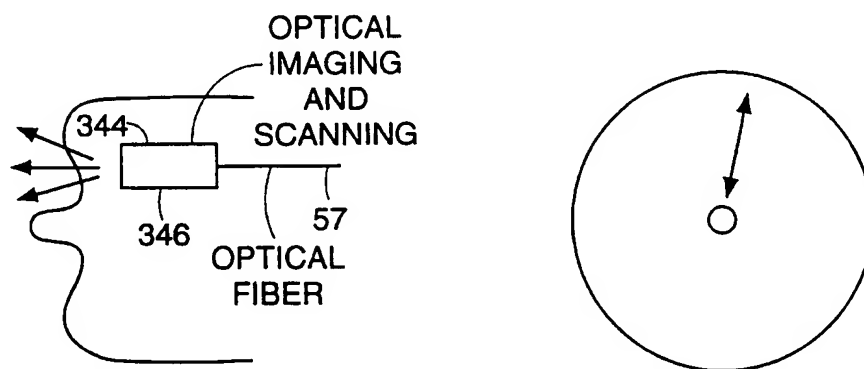 OPTICAL
IMAGING
AND
SCANNING
344
346
57
OPTICAL
FIBER